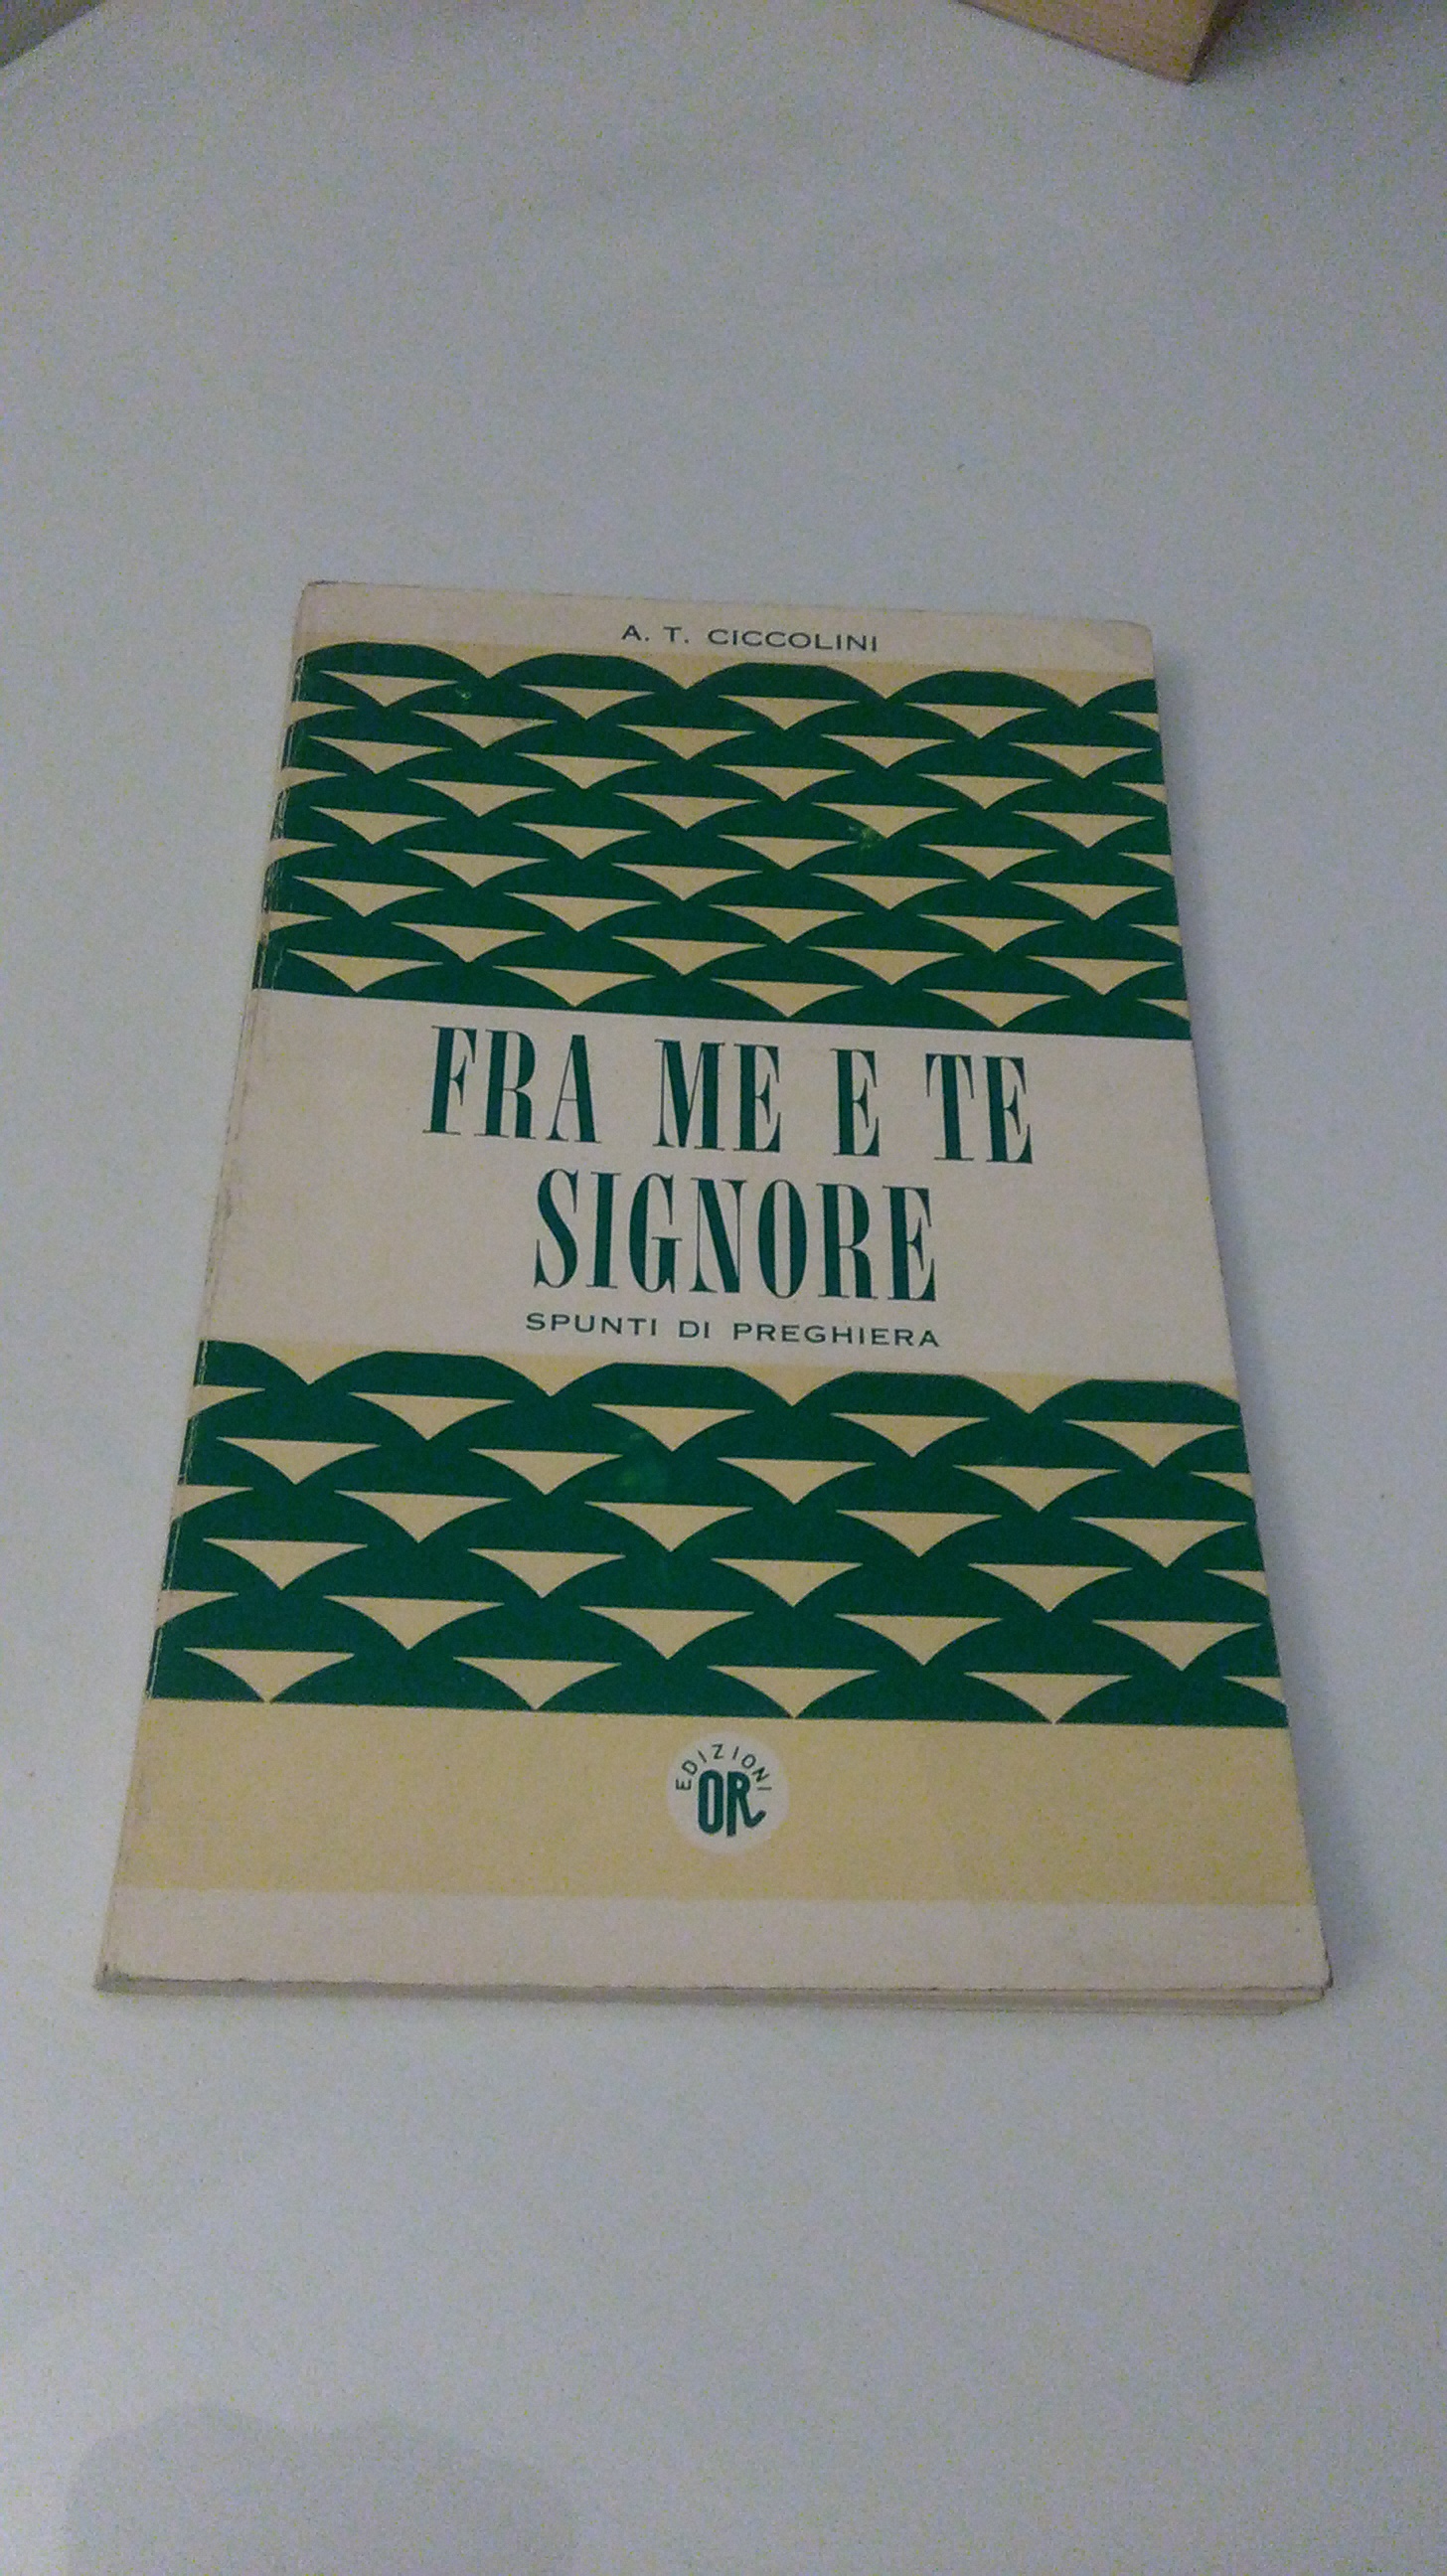 A. T. CICCOLINI
FRA ME E TE
SIGNORE
SPUNTI DI PREGHIERA
EDIZIONI
OR